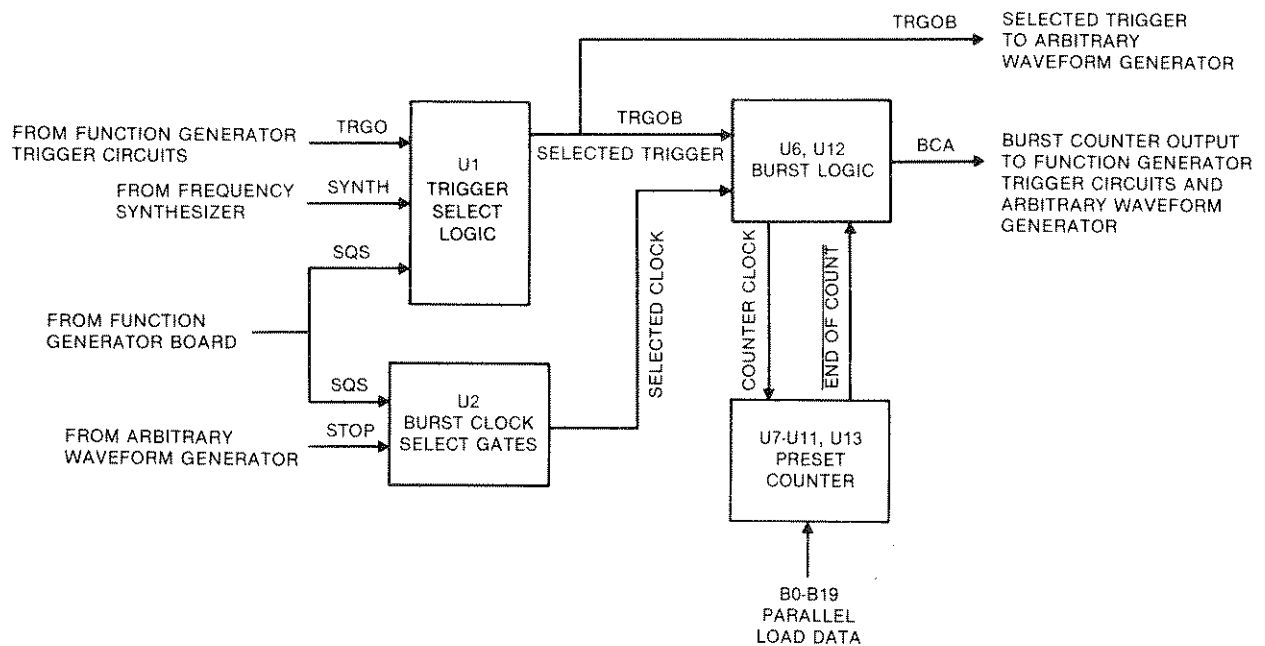 TRGOB
SELECTED TRIGGER
TO ARBITRARY
WAVEFORM GENERATOR
FROM FUNCTION GENERATOR
TRIGGER CIRCUITS
TRGO
FROM FREQUENCY
SYNTHESIZER
SYNTH
SQS
U1
TRIGGER
SELECT
LOGIC
TRGOB
SELECTED TRIGGER
U6, U12
BURST LOGIC
BCA
BURST COUNTER OUTPUT
TO FUNCTION GENERATOR
TRIGGER CIRCUITS AND
ARBITRARY WAVEFORM
GENERATOR
FROM FUNCTION
GENERATOR BOARD
SQS
FROM ARBITRARY
WAVEFORM GENERATOR
STOP
U2
BURST CLOCK
SELECT GATES
SELECTED CLOCK
COUNTER CLOCK
END OF COUNT
U7-U11, U13
PRESET
COUNTER
B0-B19
PARALLEL
LOAD DATA